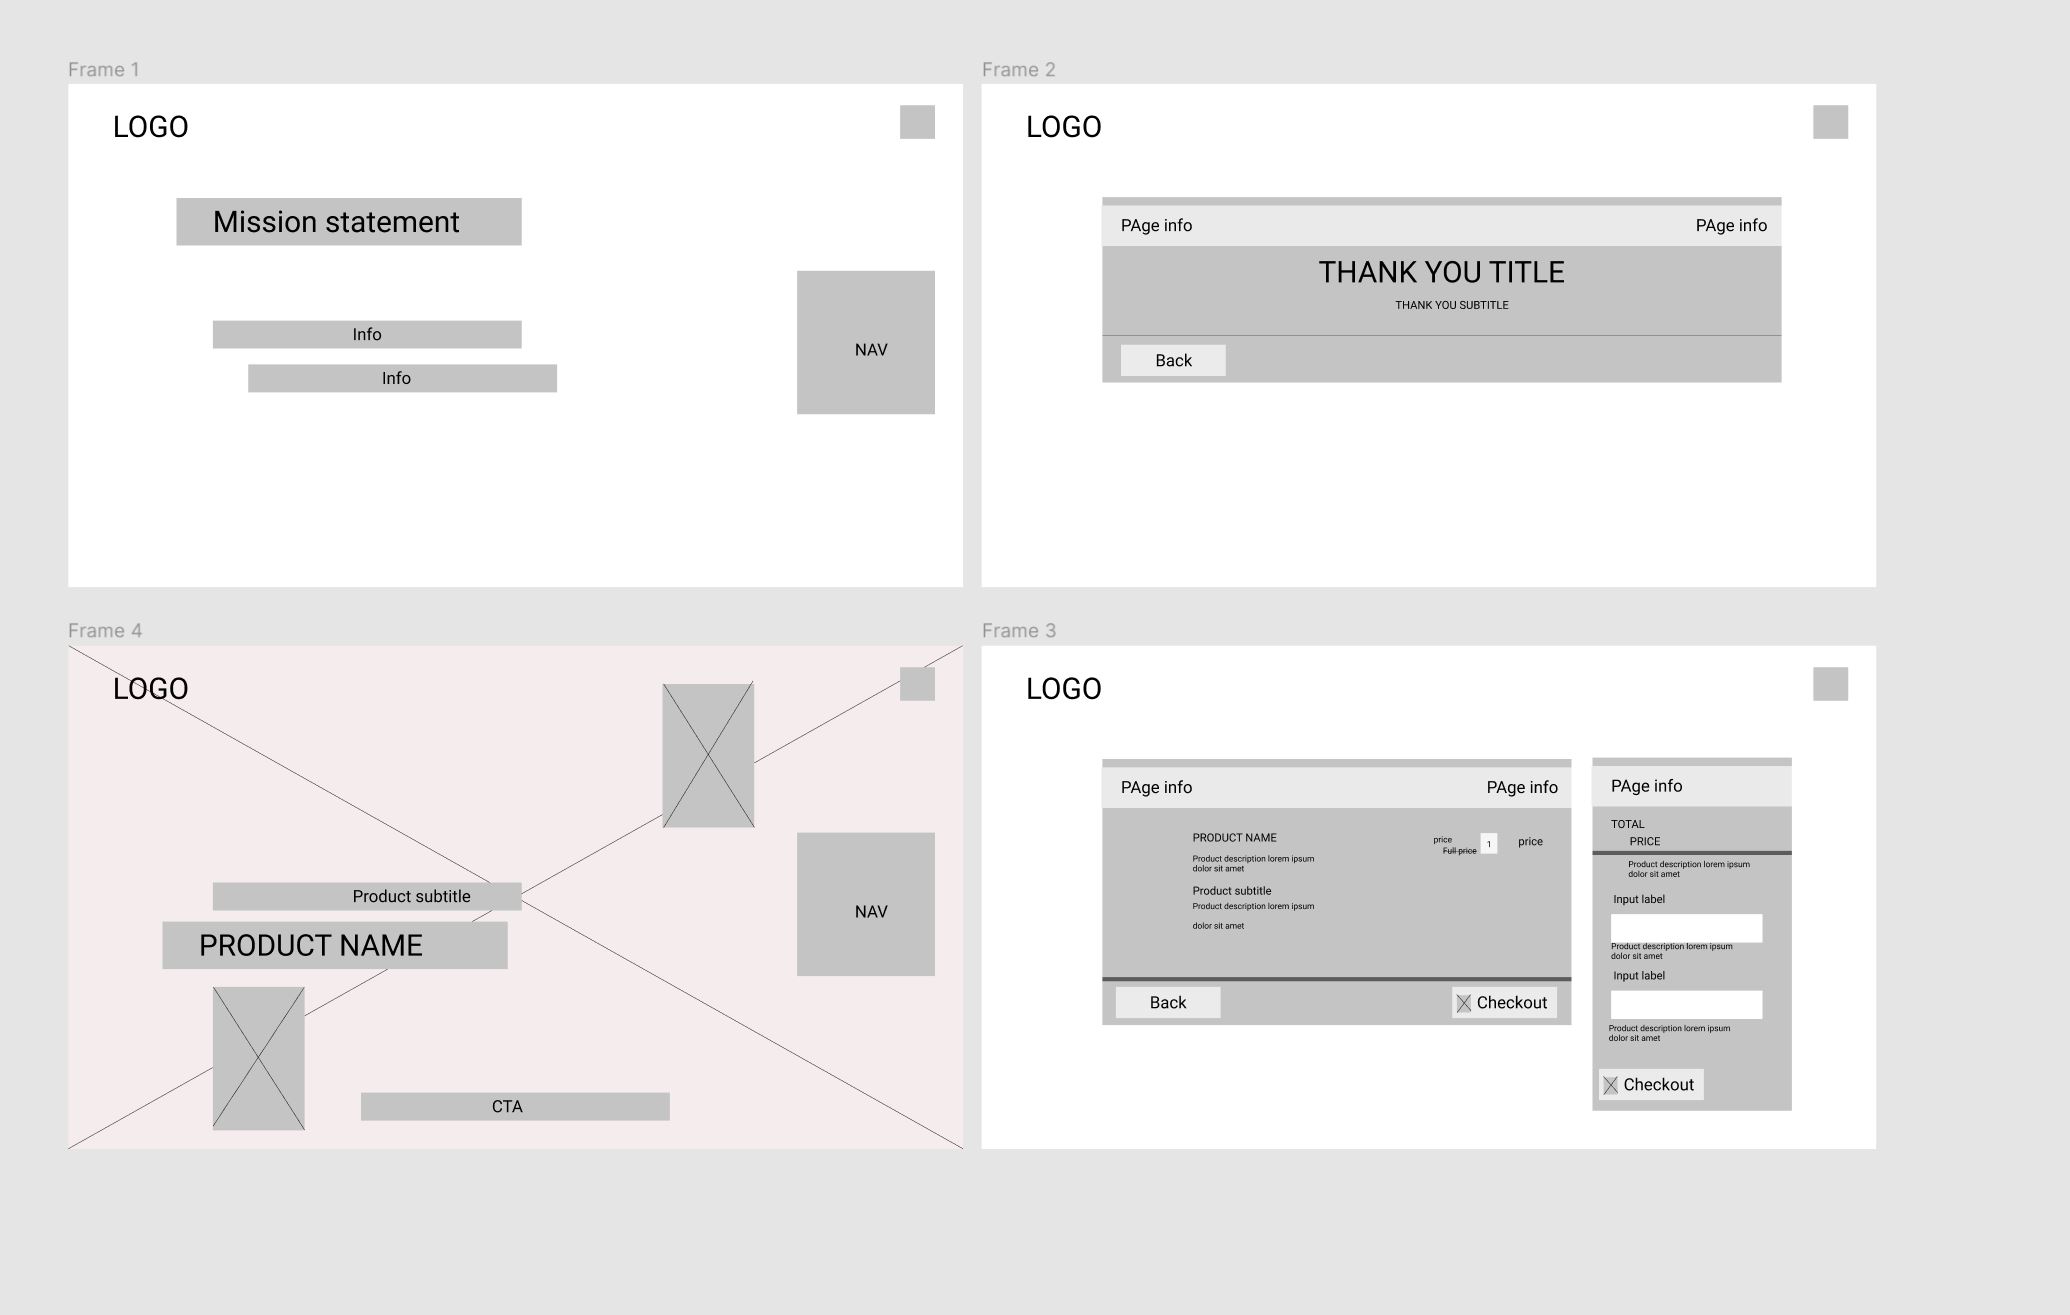 Frame 1
LOGO
Mission statement
Info
Info
NAV
Frame 2
LOGO
PAge info
PAge info
THANK YOU TITLE
THANK YOU SUBTITLE
Back
Frame 4
LOGO
Product subtitle
PRODUCT NAME
NAV
CTA
Frame 3
LOGO
PAge info
PAge info
PRODUCT NAME
Product description lorem ipsum
dolor sit amet
Product subtitle
Product description lorem ipsum
dolor sit amet
price
Full price
1
price
Back
Checkout
PAge info
TOTAL
PRICE
Product description lorem ipsum
dolor sit amet
Input label
Product description lorem ipsum
dolor sit amet
Input label
Product description lorem ipsum
dolor sit amet
Checkout